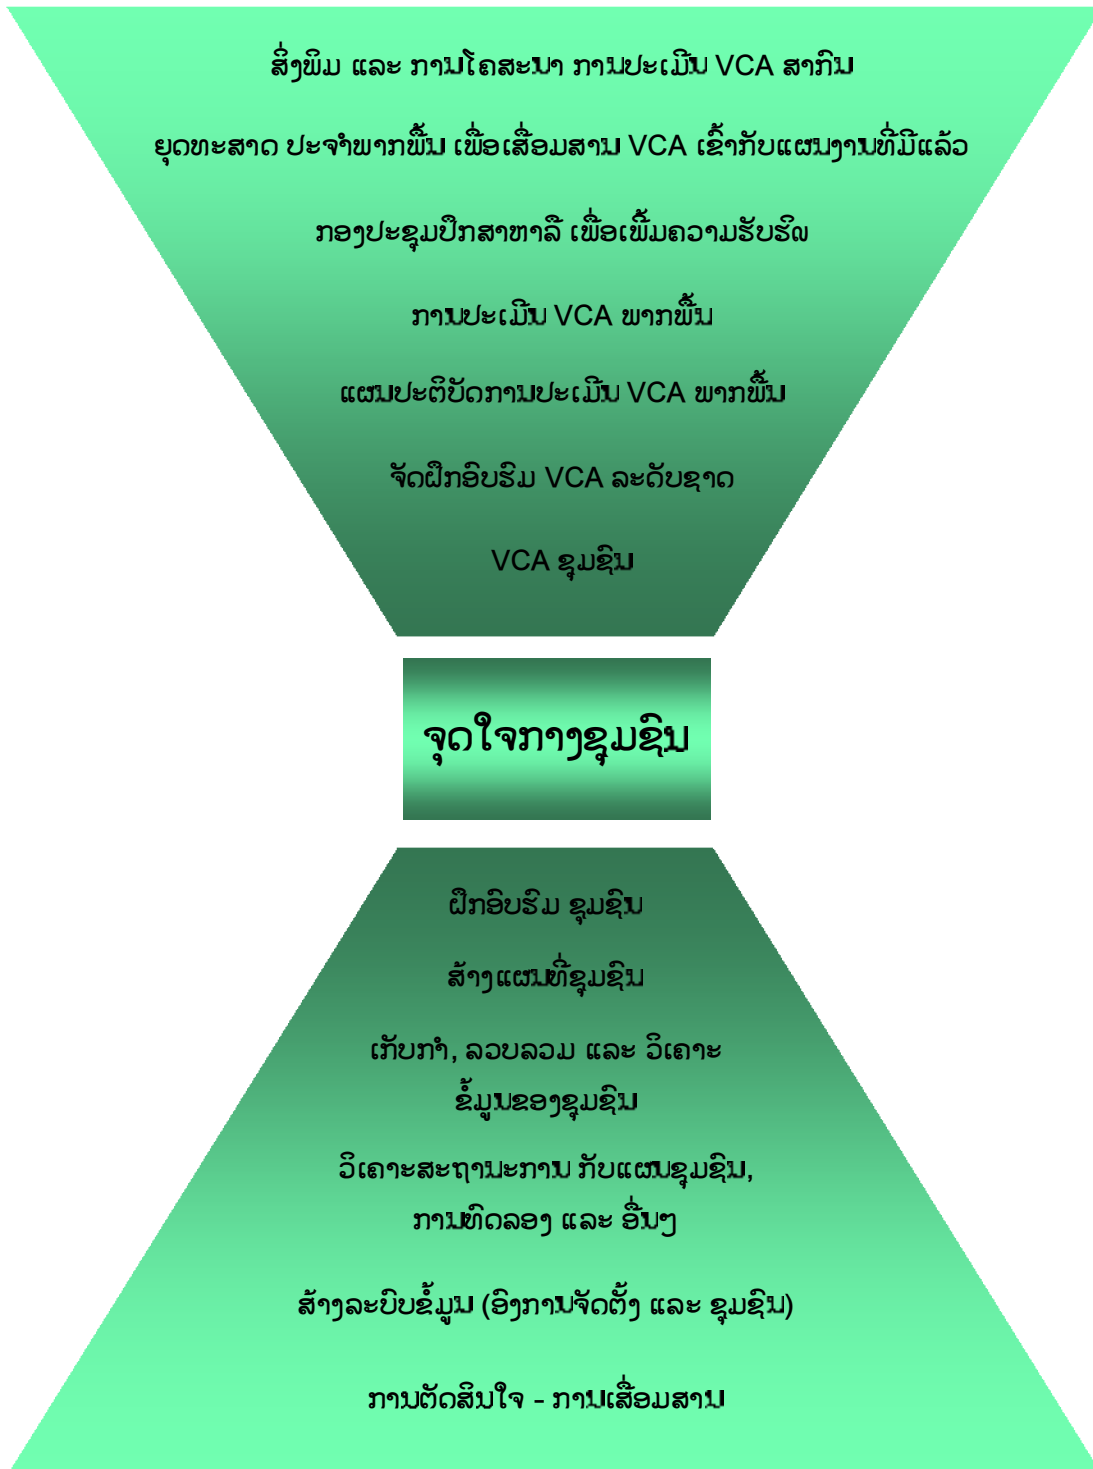 ສິ່ງພິມ ແລະ ການໂຄສະນາ ການປະເມີນ VCA ສາກົນ
ຍຸດທະສາດ ປະຈຳພາກພື້ນ ເພື່ອເສື່ອມສານ VCA ເຂົ້າກັບແຜນງານທີ່ມີແລ້ວ
ກອງປະຊຸມປຶກສາຫາລື ເພື່ອເພີ້ມຄວາມຮັບຮິຟ
ການປະເມີນ VCA ພາກພື້ນ
ແຜນປະຕິບັດການປະເມີນ VCA ພາກພື້ນ
ຈັດຝຶກອົບຮົມ VCA ລະດັບຊາດ
VCA ຊຸມຊົນ
ຈຸດໃຈກາງຊຸມຊົນ
ຝຶກອົບຮົມ ຊຸມຊົນ
ສ້າງແຜນທີ່ຊຸມຊົນ
ເກັບກຳ, ລວບລວມ ແລະ ວິເຄາະ
ຂໍ້ມູນຂອງຊຸມຊົນ
ວິເຄາະສະຖານະການ ກັບແຜນຊຸມຊົນ,
ການທົດລອງ ແລະ ອື່ນໆ
ສ້າງລະບົບຂໍ້ມູນ (ອົງການຈັດຕັ້ງ ແລະ ຊຸມຊົນ)
ການຕັດສິນໃຈ - ການເສື່ອມສານ